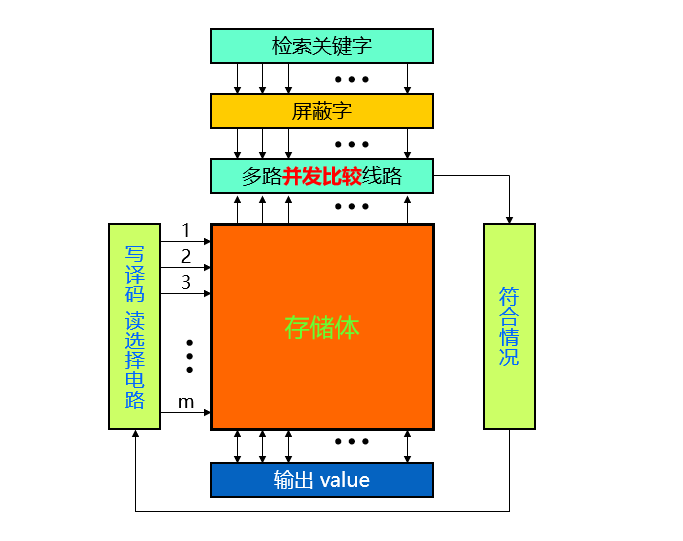 检索关键字
屏蔽字
多路并发比较线路
1
2
3
m
写译码 读选择电路
存储体
符合情况
输出 value